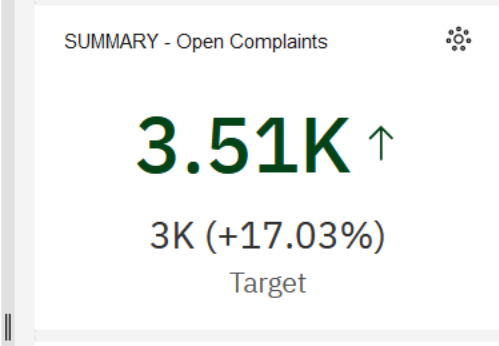 SUMMARY - Open Complaints
3.51K ↑
3K (+17.03%)
Target